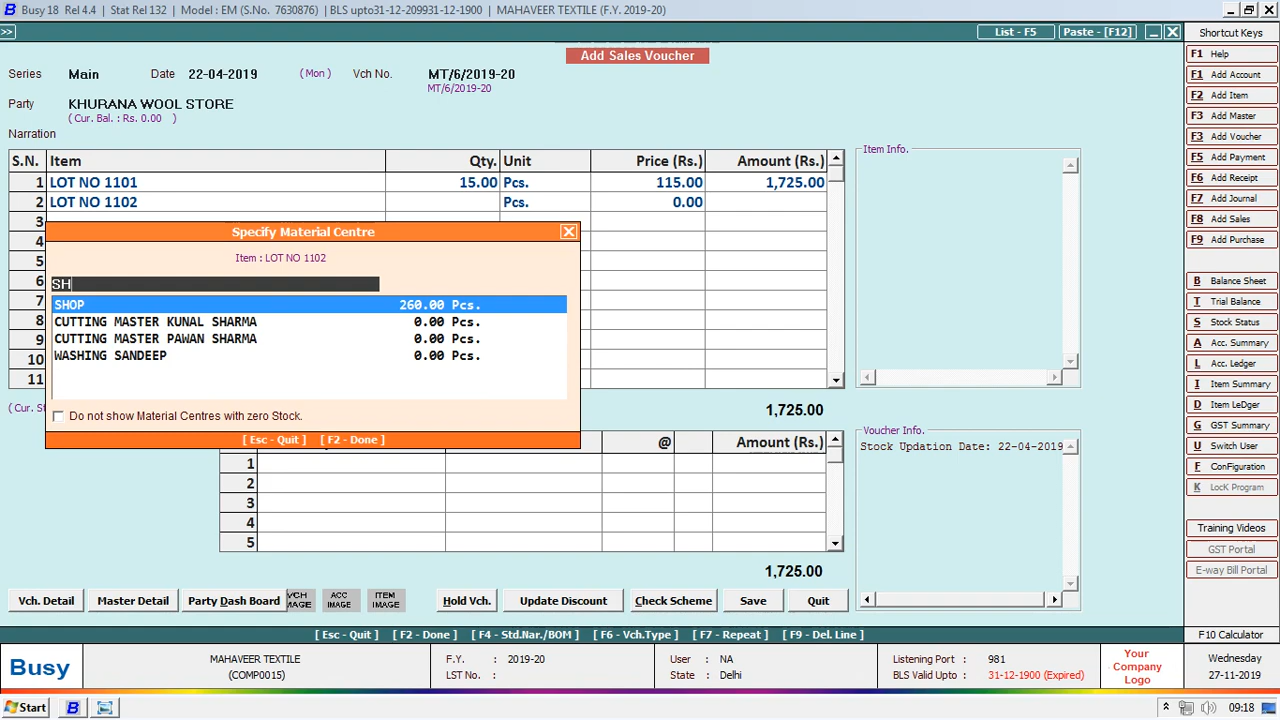 Busy 18 Rel 4.4 | Stat Rel 132 | Model : EM (S.No. 7630876) | BLS upto31-12-209931-12-1900 | MAHAVEER TEXTILE (F.Y. 2019-20)
>> List - F5 Paste - [F12]
Add Sales Voucher
Series Main Date 22-04-2019 ( Mon ) Vch No. MT/6/2019-20
MT/6/2019-20
Party KHURANA WOOL STORE
( Cur. Bal. : Rs. 0.00 )
Narration
S.N. Item Qty. Unit Price (Rs.) Amount (Rs.)
1 LOT NO 1101 15.00 Pcs. 115.00 1,725.00
2 LOT NO 1102 Pcs. 0.00
3
4
5
6
7
8
9
10
11
Specify Material Centre
Item : LOT NO 1102
SH
SHOP 260.00 Pcs.
CUTTING MASTER KUNAL SHARMA 0.00 Pcs.
CUTTING MASTER PAWAN SHARMA 0.00 Pcs.
WASHING SANDEEP 0.00 Pcs.
Do not show Material Centres with zero Stock.
[ Esc - Quit ] [ F2 - Done ]
1,725.00
@ Amount (Rs.)
1
2
3
4
5
1,725.00
Item Info.
Voucher Info.
Stock Updation Date: 22-04-2019
Vch. Detail Master Detail Party Dash Board VCH IMAGE ACC IMAGE ITEM IMAGE Hold Vch. Update Discount Check Scheme Save Quit
[ Esc - Quit ] [ F2 - Done ] [ F4 - Std.Nar./BOM ] [ F6 - Vch.Type ] [ F7 - Repeat ] [ F9 - Del. Line ]
Shortcut Keys
F1 Help
F1 Add Account
F2 Add Item
F3 Add Master
F3 Add Voucher
F5 Add Payment
F6 Add Receipt
F7 Add Journal
F8 Add Sales
F9 Add Purchase
B Balance Sheet
T Trial Balance
S Stock Status
A Acc. Summary
L Acc. Ledger
I Item Summary
D Item LeDger
G GST Summary
U Switch User
F Configuration
K LocK Program
Training Videos
GST Portal
E-way Bill Portal
F10 Calculator
Busy
MAHAVEER TEXTILE
(COMP0015)
F.Y. : 2019-20
LST No. :
User : NA
State : Delhi
Listening Port : 981
BLS Valid Upto : 31-12-1900 (Expired)
Your
Company
Logo
Wednesday
27-11-2019
Start 09:18